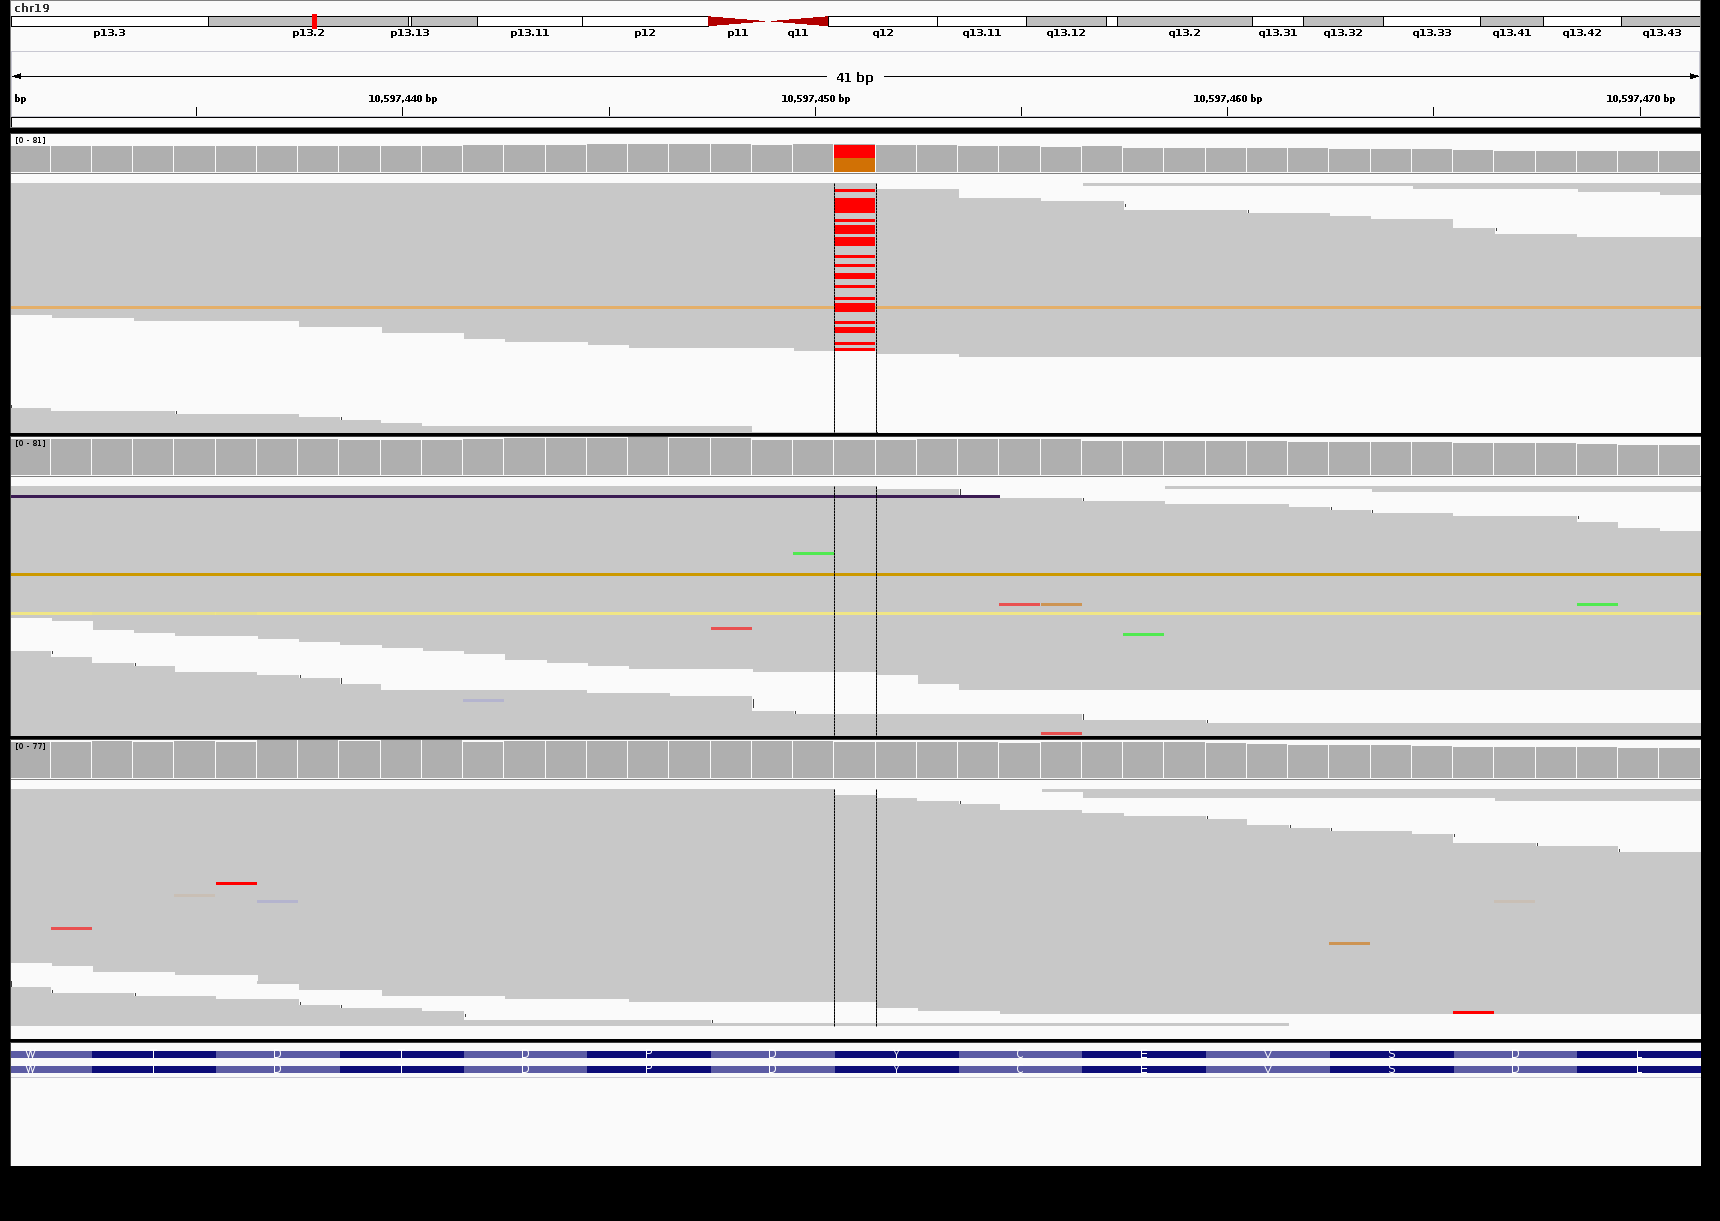 chr19
p13.3 p13.2 p13.13 p13.11 p12 p11 q11 q12 q13.11 q13.12 q13.2 q13.31 q13.32 q13.33 q13.41 q13.42 q13.43
41 bp
bp 10,597,440 bp 10,597,450 bp 10,597,460 bp 10,597,470 bp
[0 - 81]
[0 - 81]
[0 - 77]
W I D I D P D Y C E V S D L
W I D I D P D Y C E V S D L